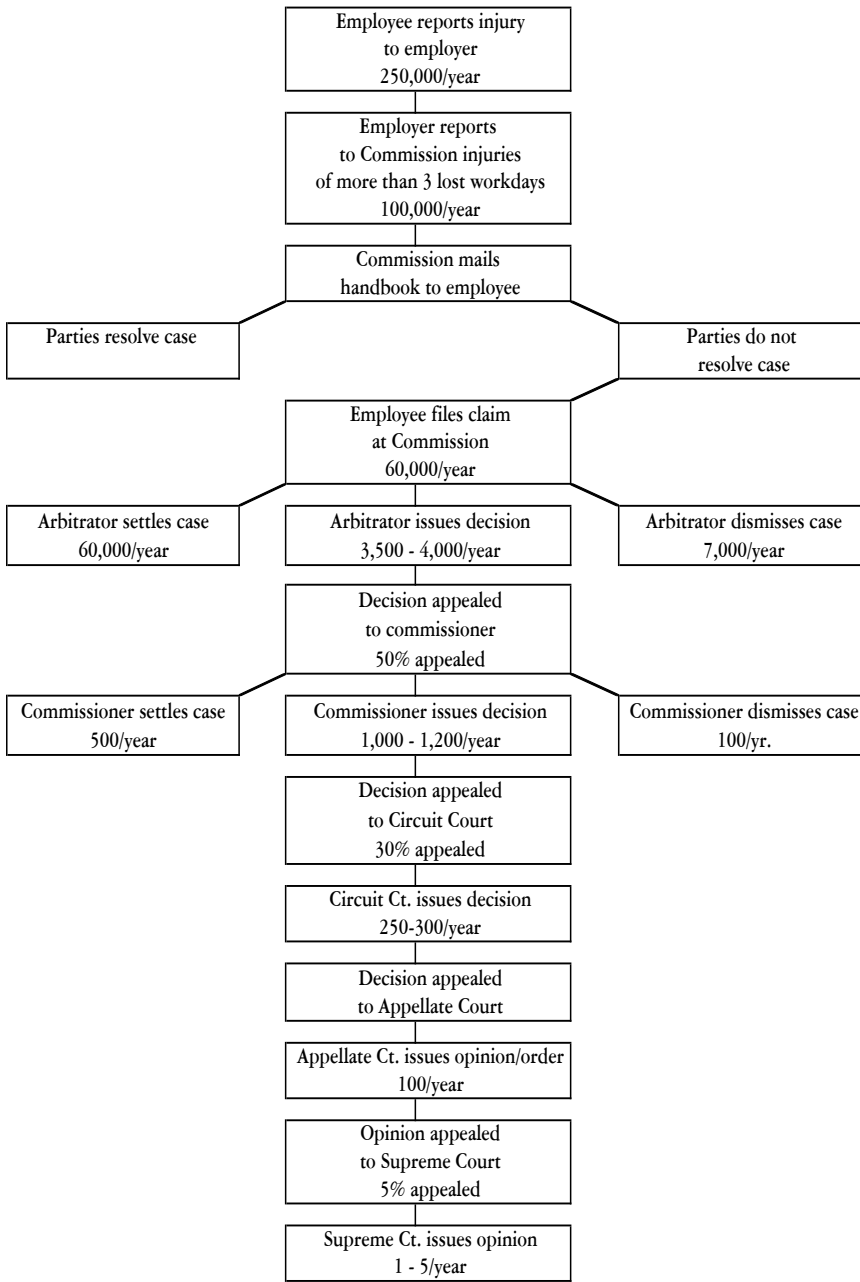 Employee reports injury
to employer
250,000/year
Employer reports
to Commission injuries
of more than 3 lost workdays
100,000/year
Commission mails
handbook to employee
Parties resolve case
Parties do not
resolve case
Employee files claim
at Commission
60,000/year
Arbitrator settles case
60,000/year
Arbitrator issues decision
3,500 - 4,000/year
Arbitrator dismisses case
7,000/year
Decision appealed
to commissioner
50% appealed
Commissioner settles case
500/year
Commissioner issues decision
1,000 - 1,200/year
Commissioner dismisses case
100/yr.
Decision appealed
to Circuit Court
30% appealed
Circuit Ct. issues decision
250-300/year
Decision appealed
to Appellate Court
Appellate Ct. issues opinion/order
100/year
Opinion appealed
to Supreme Court
5% appealed
Supreme Ct. issues opinion
1 - 5/year